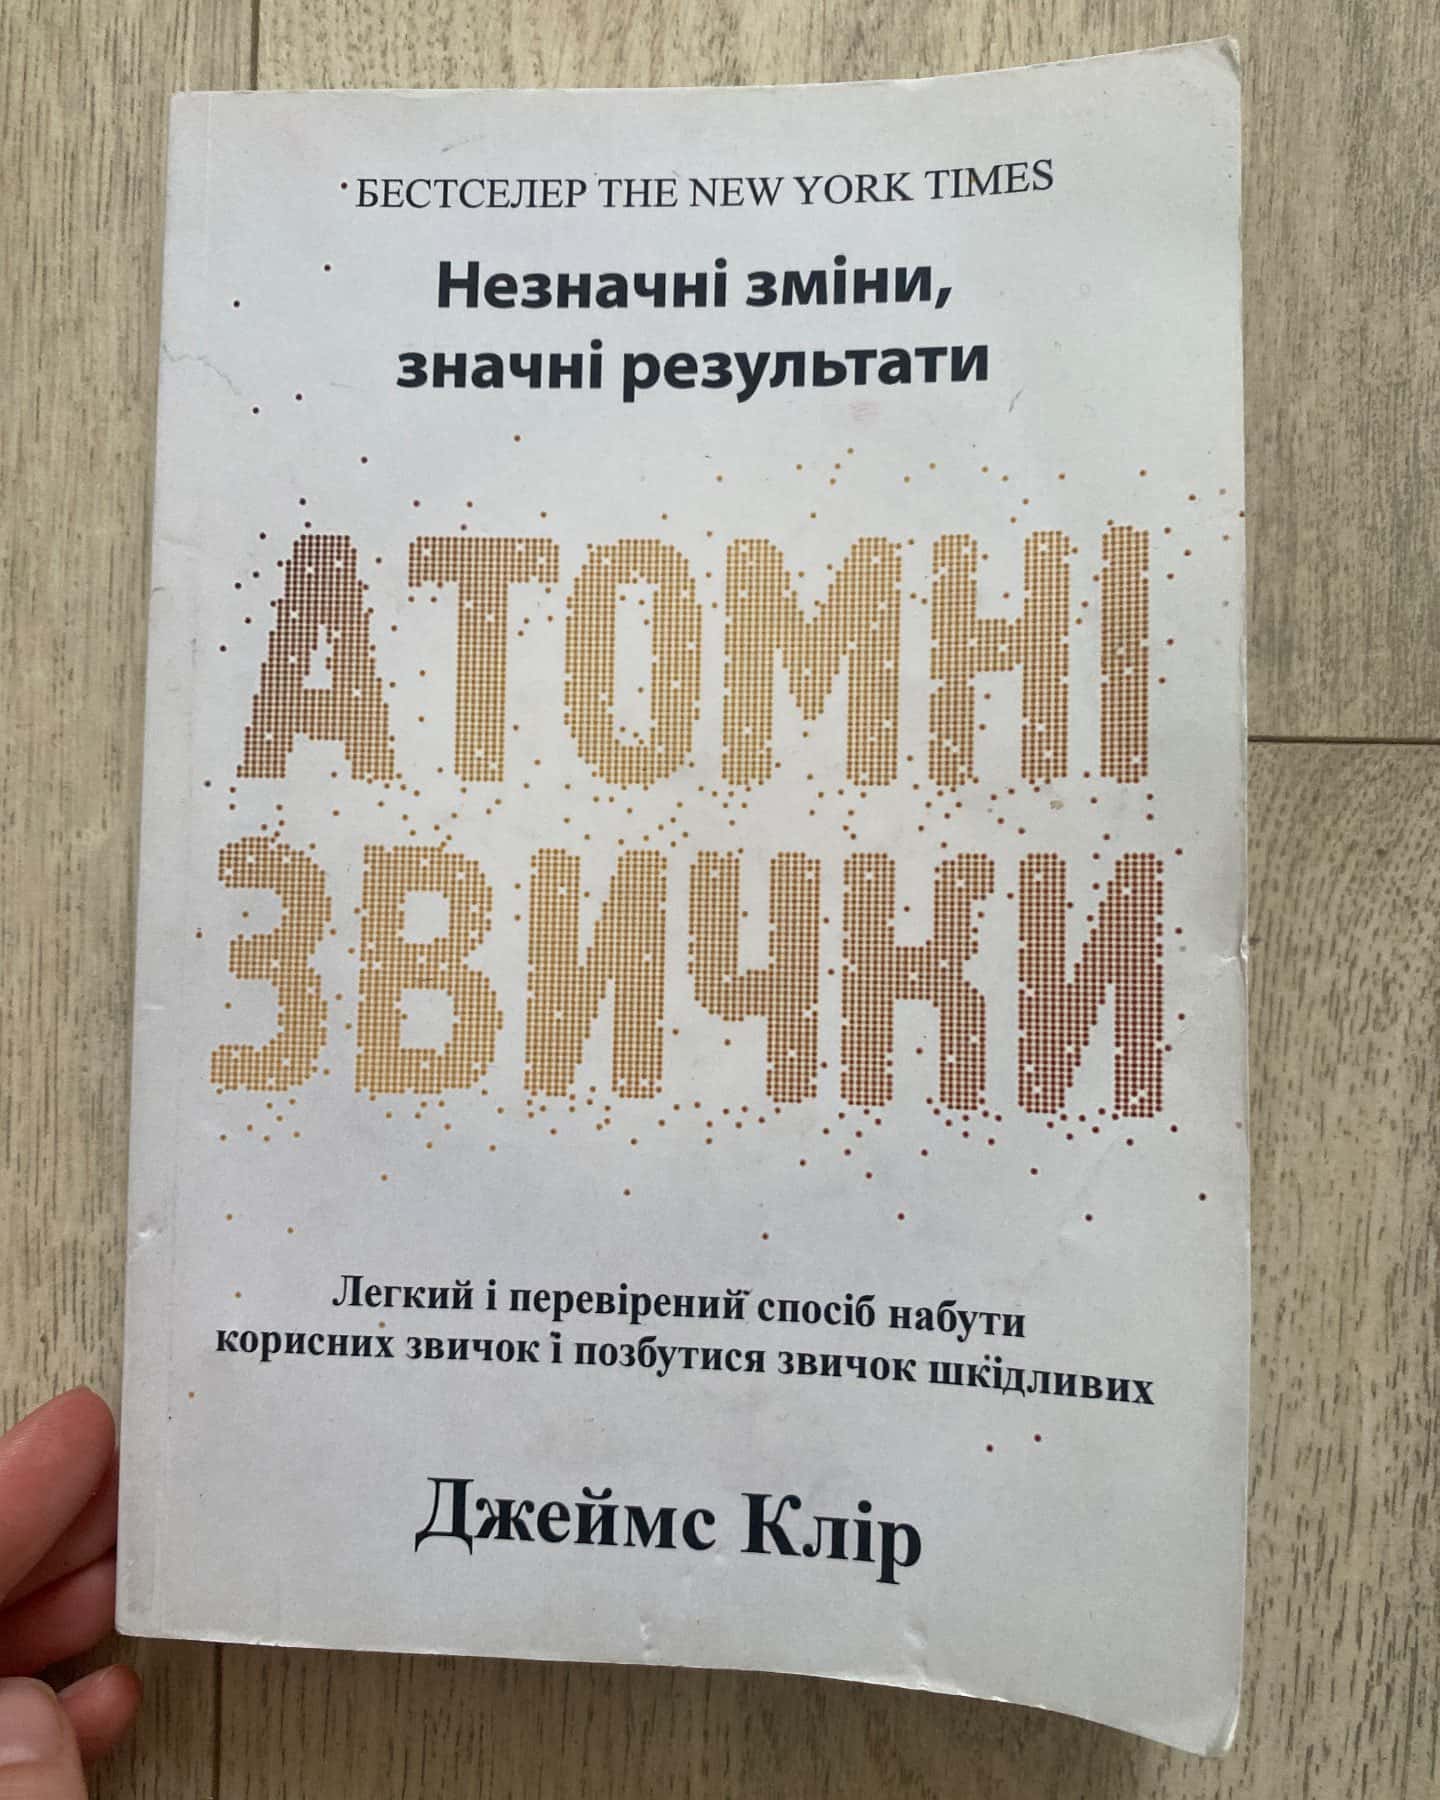 БЕСТСЕЛЕР THE NEW YORK TIMES
Незначні зміни,
значні результати
АТОМНІ
ЗВИЧКИ
Легкий і перевірений спосіб набути
корисних звичок і позбутися звичок шкідливих
Джеймс Клір